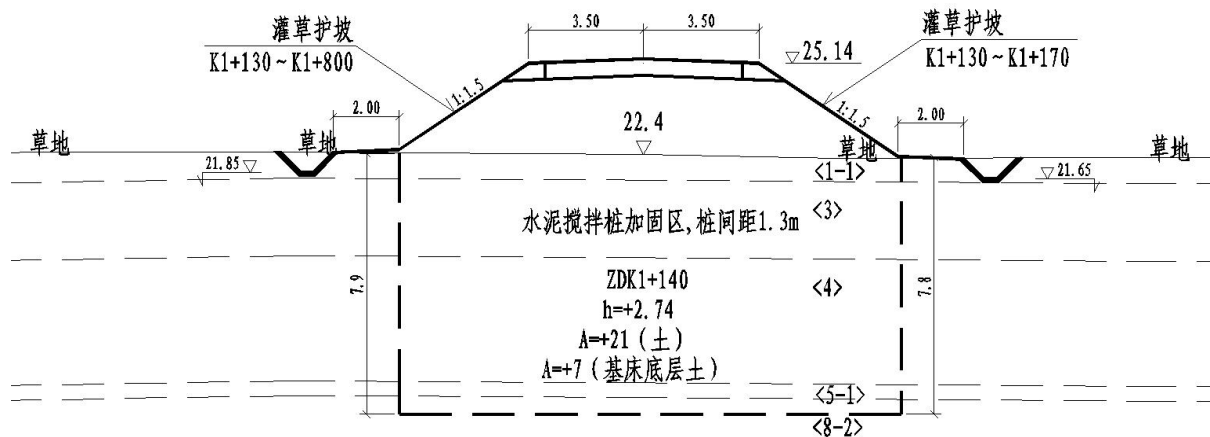 3.50
3.50
灌草护坡
K1+130~K1+800
▽25.14
灌草护坡
K1+130~K1+170
1:1.5
1:1.5
2.00
2.00
22.4
草地
草地
草地
草地
21.85
21.65
<1-1>
<3>
水泥搅拌桩加固区,桩间距1.3m
7.9
7.8
ZDK1+140
<4>
h=+2.74
A=+21(土)
A=+7(基床底层土)
<5-1>
<8-2>